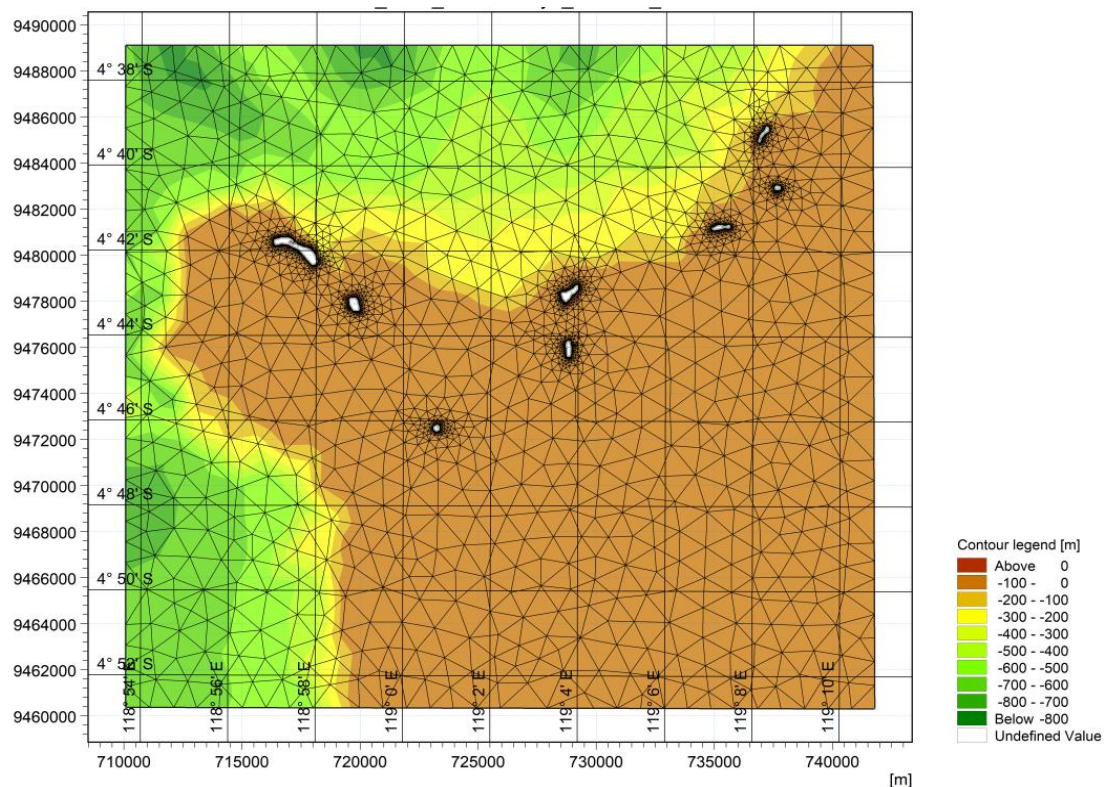 9490000
9488000
9486000
9484000
9482000
9480000
9478000
9476000
9474000
9472000
9470000
9468000
9466000
9464000
9462000
9460000
4° 38' S
4° 40' S
4° 42' S
4° 44' S
4° 46' S
4° 48' S
4° 50' S
4° 52' S
118° 54' E
118° 56' E
118° 58' E
119° 0' E
119° 2' E
119° 4' E
119° 6' E
119° 8' E
119° 10' E
710000 715000 720000 725000 730000 735000 740000
[m]
Contour legend [m]
Above 0
-100 - 0
-200 - -100
-300 - -200
-400 - -300
-500 - -400
-600 - -500
-700 - -600
-800 - -700
Below -800
Undefined Value